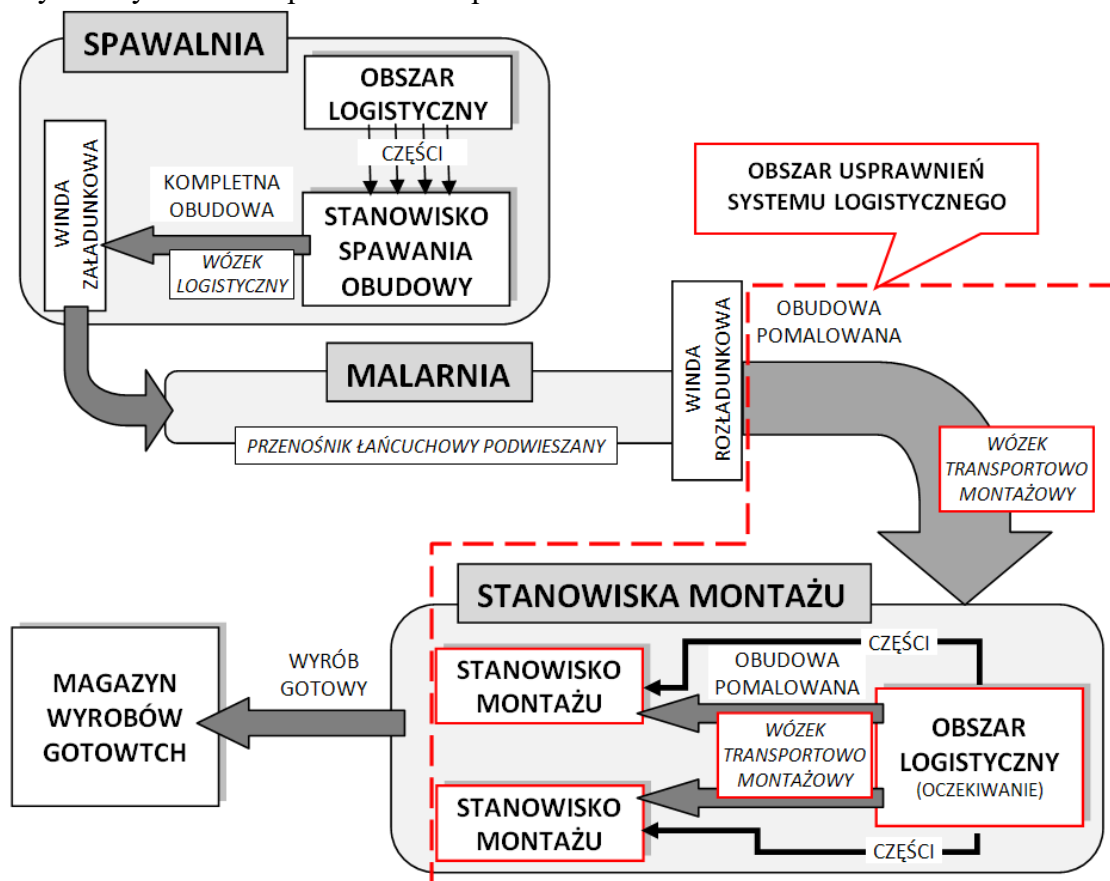 SPAWALNIA
OBSZAR
LOGISTYCZNY
CZĘŚCI
WINDA
ZAŁADUNKOWA
KOMPLETNA
OBUDOWA
WÓZEK
LOGISTYCZNY
STANOWISKO
SPAWANIA
OBUDOWY
OBSZAR USPRAWNIEŃ
SYSTEMU LOGISTYCZNEGO
MALARNIA
PRZENOŚNIK ŁAŃCUCHOWY PODWIESZANY
WINDA
ROZŁADUNKOWA
OBUDOWA
POMALOWANA
WÓZEK
TRANSPORTOWO
MONTAŻOWY
STANOWISKA MONTAŻU
STANOWISKO
MONTAŻU
CZĘŚCI
OBUDOWA
POMALOWANA
WÓZEK
TRANSPORTOWO
MONTAŻOWY
OBSZAR
LOGISTYCZNY
(OCZEKIWANIE)
STANOWISKO
MONTAŻU
CZĘŚCI
WYRÓB
GOTOWY
MAGAZYN
WYROBÓW
GOTOWTCH